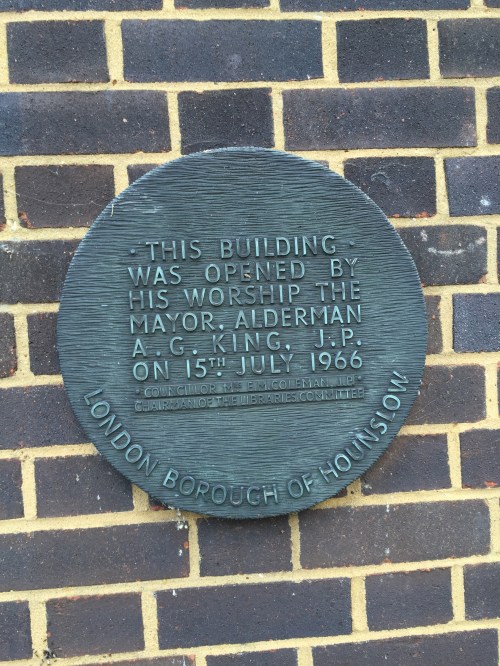 · THIS BUILDING ·
WAS OPENED BY
HIS WORSHIP THE
MAYOR, ALDERMAN
A. G. KING, J.P.
ON 15TH JULY 1966
· COUNCILLOR MRS E.M. COLEMAN, J.P. ·
CHAIRMAN OF THE LIBRARIES COMMITTEE
LONDON BOROUGH OF HOUNSLOW